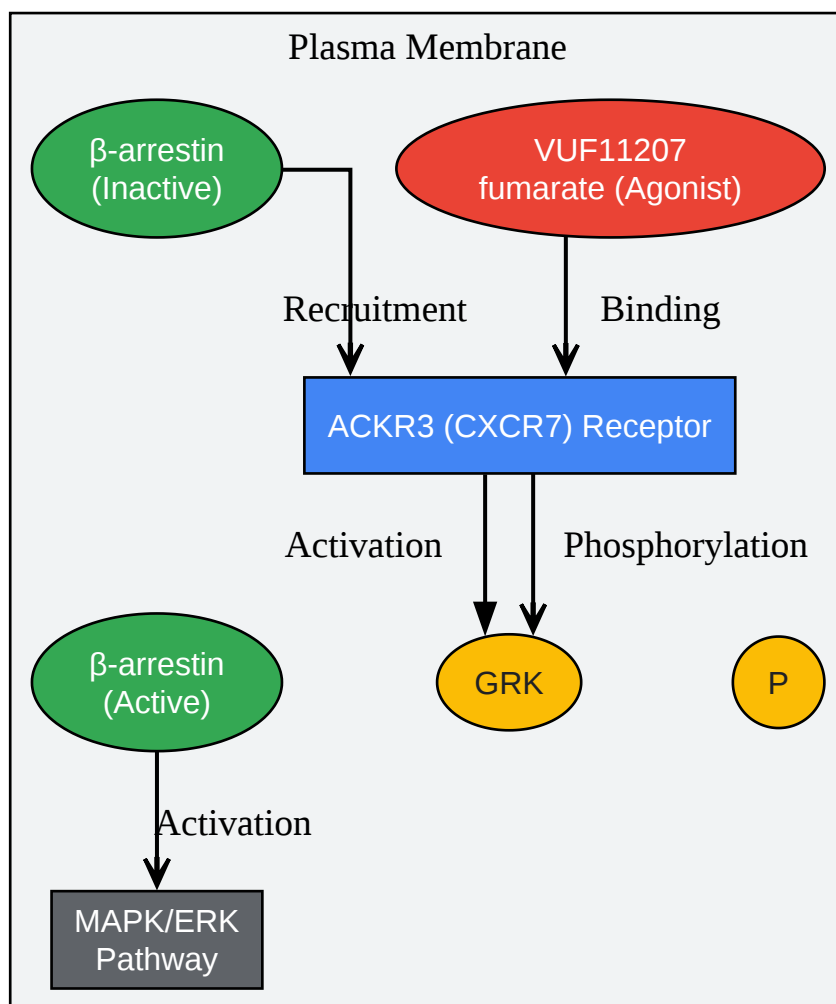 Plasma Membrane
β-arrestin
(Inactive)
VUF11207
fumarate (Agonist)
Recruitment
Binding
ACKR3 (CXCR7) Receptor
Activation
Phosphorylation
β-arrestin
(Active)
GRK
P
Activation
MAPK/ERK
Pathway